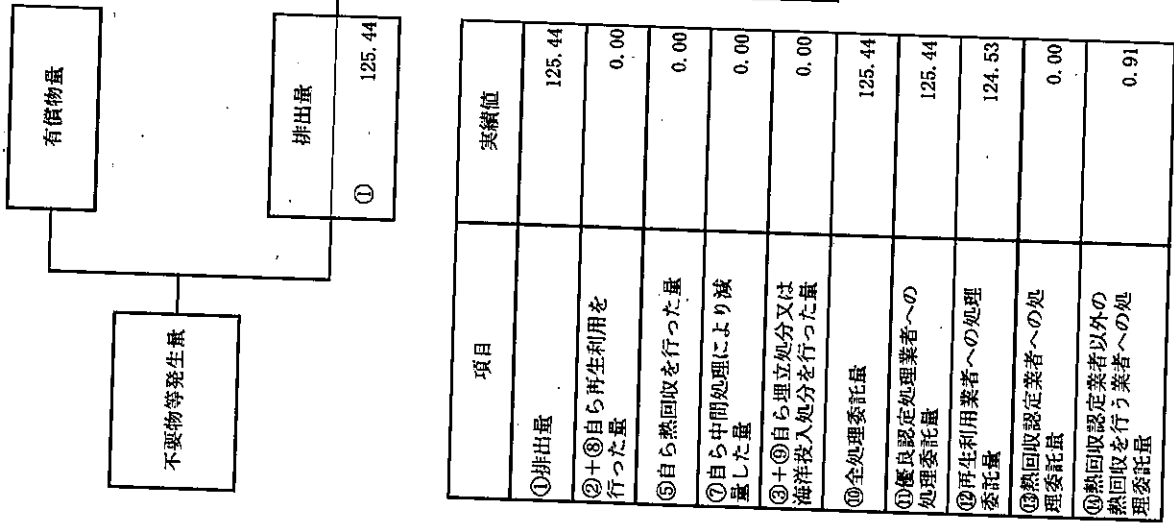 有償物量
不要物等発生量
排出量
① 125.44
項目 実績値
①排出量 125.44
②+⑧自ら再生利用を
行った量 0.00
⑤自ら熱回収を行った量 0.00
⑦自ら中間処理により減
量した量 0.00
③+⑨自ら埋立処分又は
海洋投入処分を行った量 0.00
⑩全処理委託量 125.44
⑪優良認定処理業者への
処理委託量 125.44
⑫再生利用業者への処理
委託量 124.53
⑬熱回収認定業者への処
理委託量 0.00
⑭熱回収認定業者以外の
熱回収を行う業者への処
理委託量 0.91